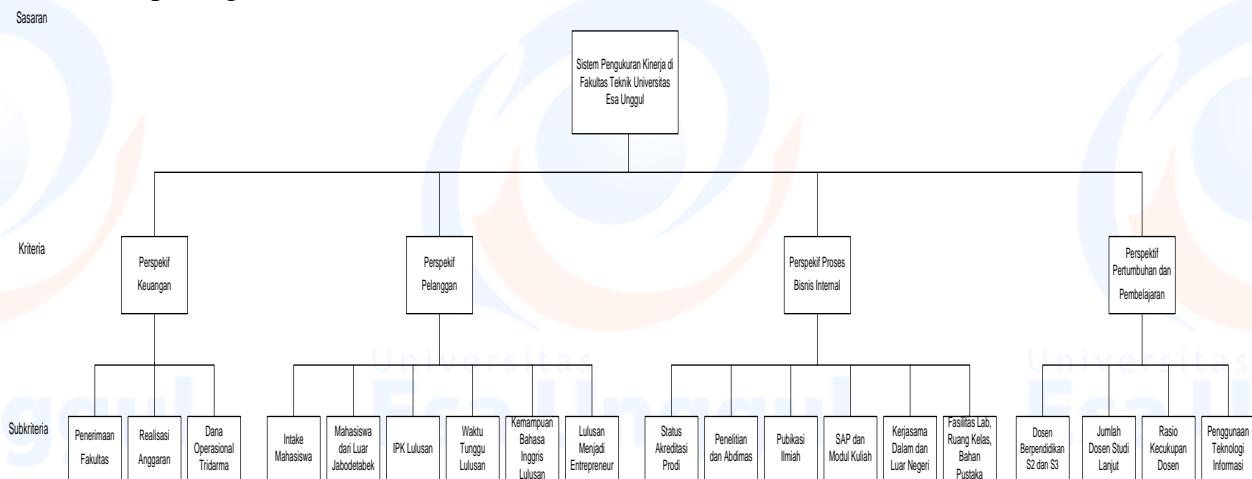 Sasaran
Sistem Pengukuran Kinerja di
Fakultas Teknik Universitas
Esa Unggul
Kriteria
Perspekif
Keuangan
Perspekif
Pelanggan
Perspekif Proses
Bisnis Internal
Perspektif
Pertumbuhan dan
Pembelajaran
Universitas
Esa Unggul
Universitas
Subkriteria
Penerimaan
Fakultas
Realisasi
Anggaran
Dana
Operasional
Tridarma
Intake
Mahasiswa
Mahasiswa
dari Luar
Jabodetabek
IPK Lulusan
Waktu
Tunggu
Lulusan
Kemampuan
Bahasa
Inggris
Lulusan
Lulusan
Menjadi
Entrepreneur
Status
Akreditasi
Prodi
Penelitian
dan Abdimas
Pubikasi
Ilmiah
SAP dan
Modul Kuliah
Kerjasama
Dalam dan
Luar Negeri
Fasilitas Lab,
Ruang Kelas,
Bahan
Pustaka
Dosen
Berpendidikan
S2 dan S3
Jumlah
Dosen Studi
Lanjut
Rasio
Kecukupan
Dosen
Penggunaan
Teknologi
Informasi